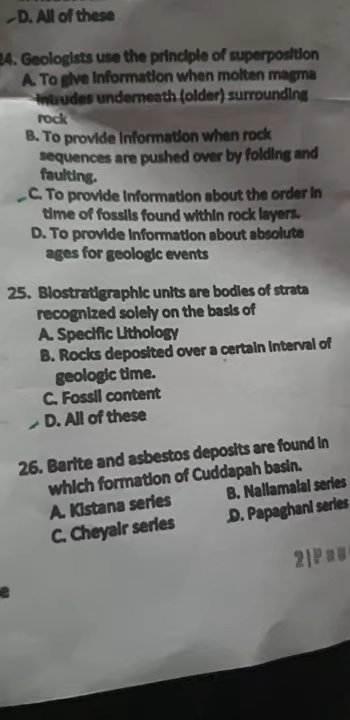 D. All of these
24. Geologists use the principle of superposition
A. To give information when molten magma
intrudes underneath (older) surrounding
rock
B. To provide information when rock
sequences are pushed over by folding and
faulting.
C. To provide information about the order in
time of fossils found within rock layers.
D. To provide information about absolute
ages for geologic events
25. Biostratigraphic units are bodies of strata
recognized solely on the basis of
A. Specific Lithology
B. Rocks deposited over a certain interval of
geologic time.
C. Fossil content
D. All of these
26. Barite and asbestos deposits are found in
which formation of Cuddapah basin.
A. Kistana series B. Nallamalai series
C. Cheyair series D. Papaghani series
2|Pag
e